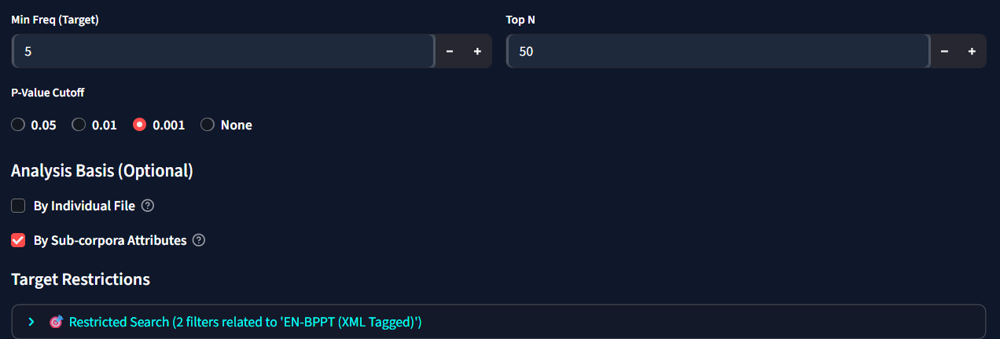 Min Freq (Target)
Top N
5
50
P-Value Cutoff
0.05 0.01 0.001 None
Analysis Basis (Optional)
By Individual File
By Sub-corpora Attributes
Target Restrictions
Restricted Search (2 filters related to 'EN-BPPT (XML Tagged)')